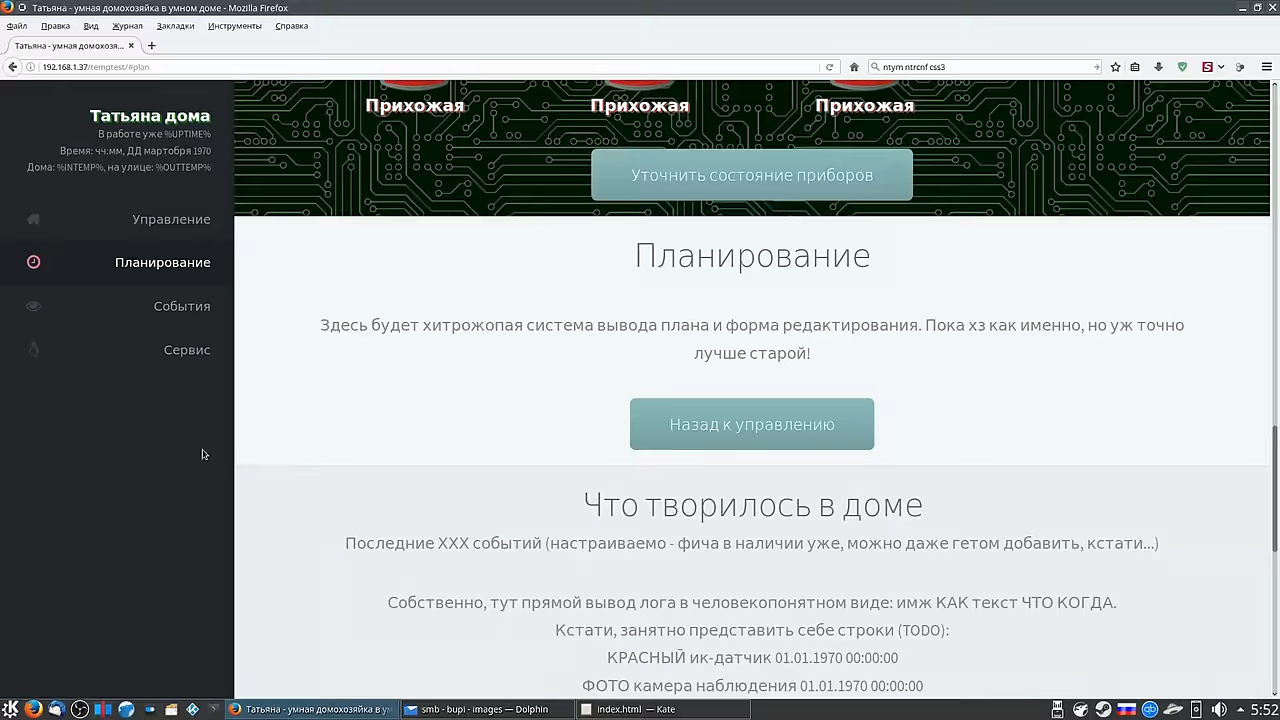 Татьяна - умная домохозяйка в умном доме - Mozilla Firefox
Файл Правка Вид Журнал Закладки Инструменты Справка
Татьяна - умная домохозя...
192.168.1.37/temptest/#plan
ntym ntrcnf css3
Татьяна дома
В работе уже %UPTIME%
Время: чч:мм, ДД мартобря 1970
Дома: %INTEMP%, на улице: %OUTTEMP%
Управление
Планирование
События
Сервис
Прихожая Прихожая Прихожая
Уточнить состояние приборов
Планирование
Здесь будет хитрожопая система вывода плана и форма редактирования. Пока хз как именно, но уж точно
лучше старой!
Назад к управлению
Что творилось в доме
Последние XXX событий (настраиваемо - фича в наличии уже, можно даже гетом добавить, кстати...)
Собственно, тут прямой вывод лога в человекопонятном виде: имж КАК текст ЧТО КОГДА.
Кстати, занятно представить себе строки (TODO):
КРАСНЫЙ ик-датчик 01.01.1970 00:00:00
ФОТО камера наблюдения 01.01.1970 00:00:00
Татьяна - умная домохозяйка в ум
smb - bupi - images — Dolphin
index.html — Kate
5:52